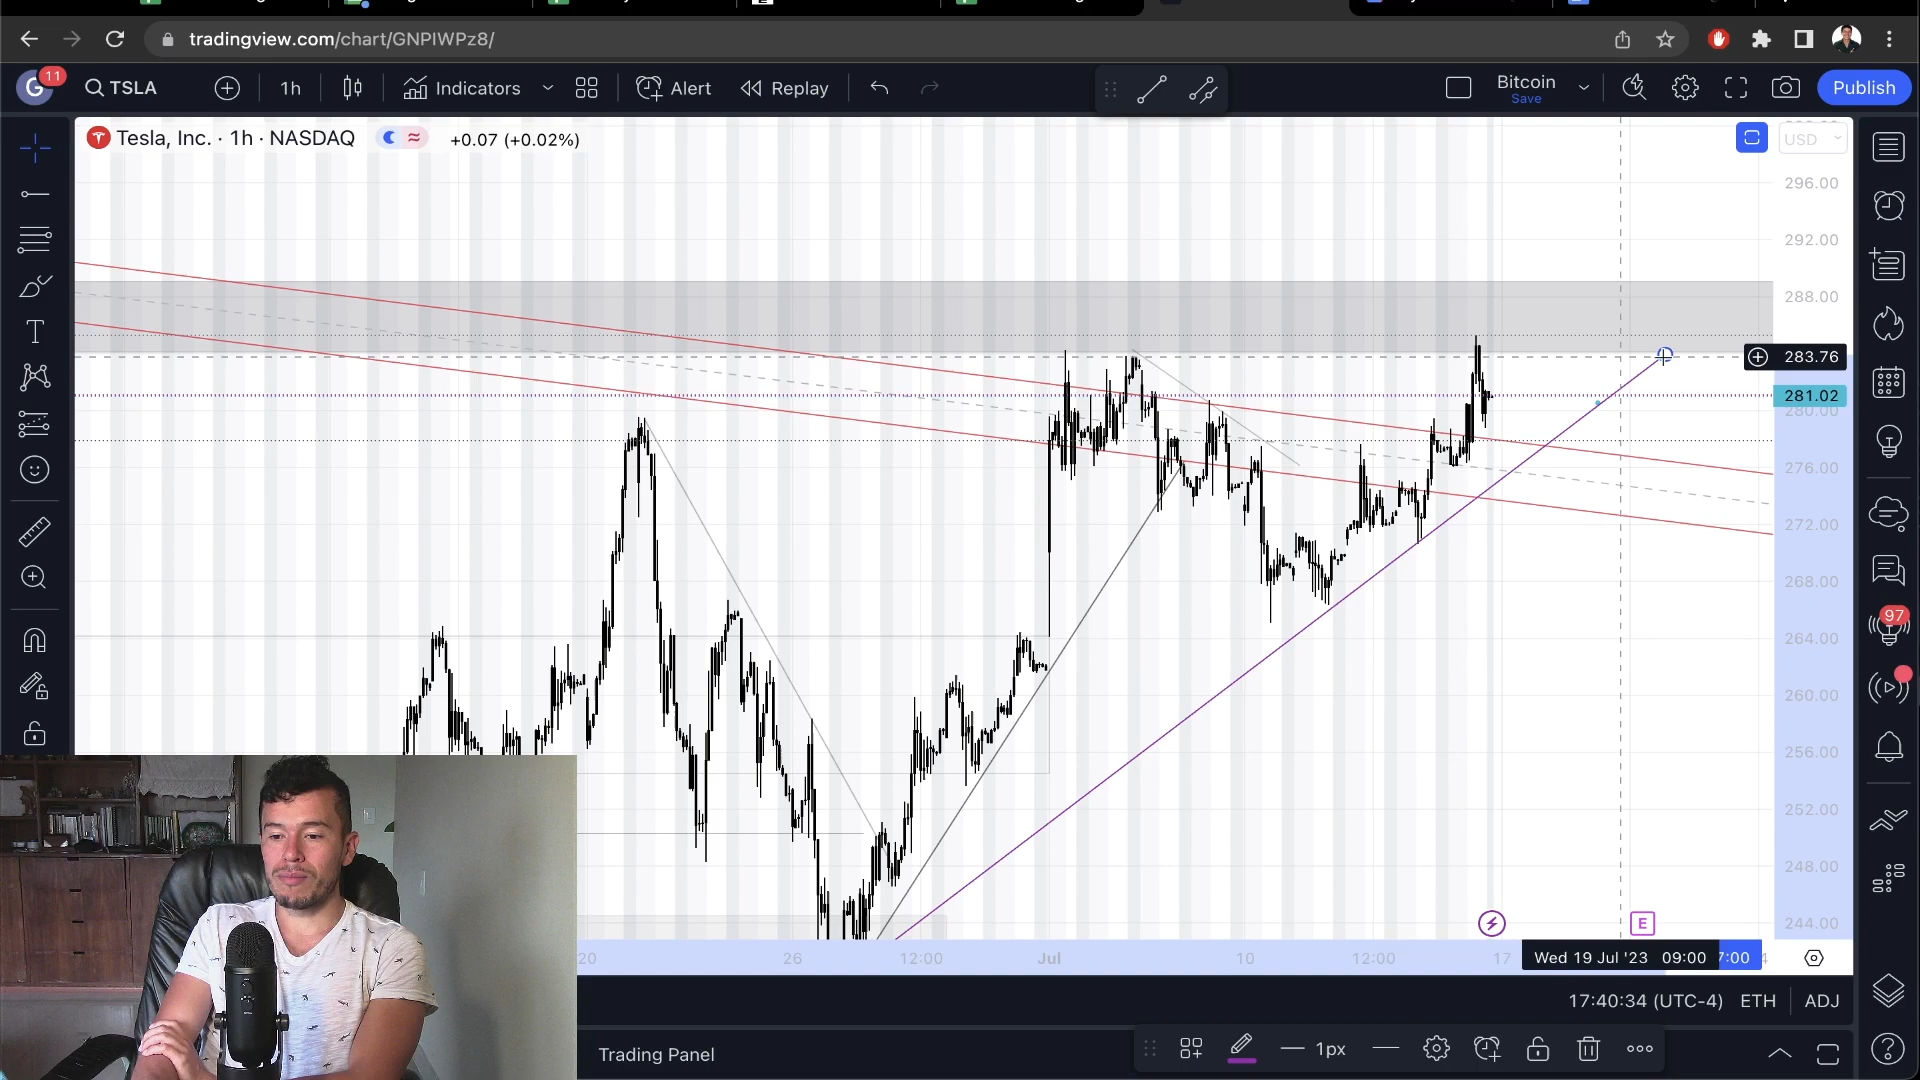 tradingview.com/chart/GNPIWPz8/
G 11 TSLA 1h Indicators Alert Replay Bitcoin Save Publish
Tesla, Inc. · 1h · NASDAQ +0.07 (+0.02%) USD
296.00
292.00
288.00
283.76
281.02
280.00
276.00
272.00
268.00
264.00
260.00
256.00
252.00
248.00
244.00
E
20 26 12:00 Jul 10 12:00 17 Wed 19 Jul '23 09:00 7:00
17:40:34 (UTC-4) ETH ADJ
Trading Panel 1px
97